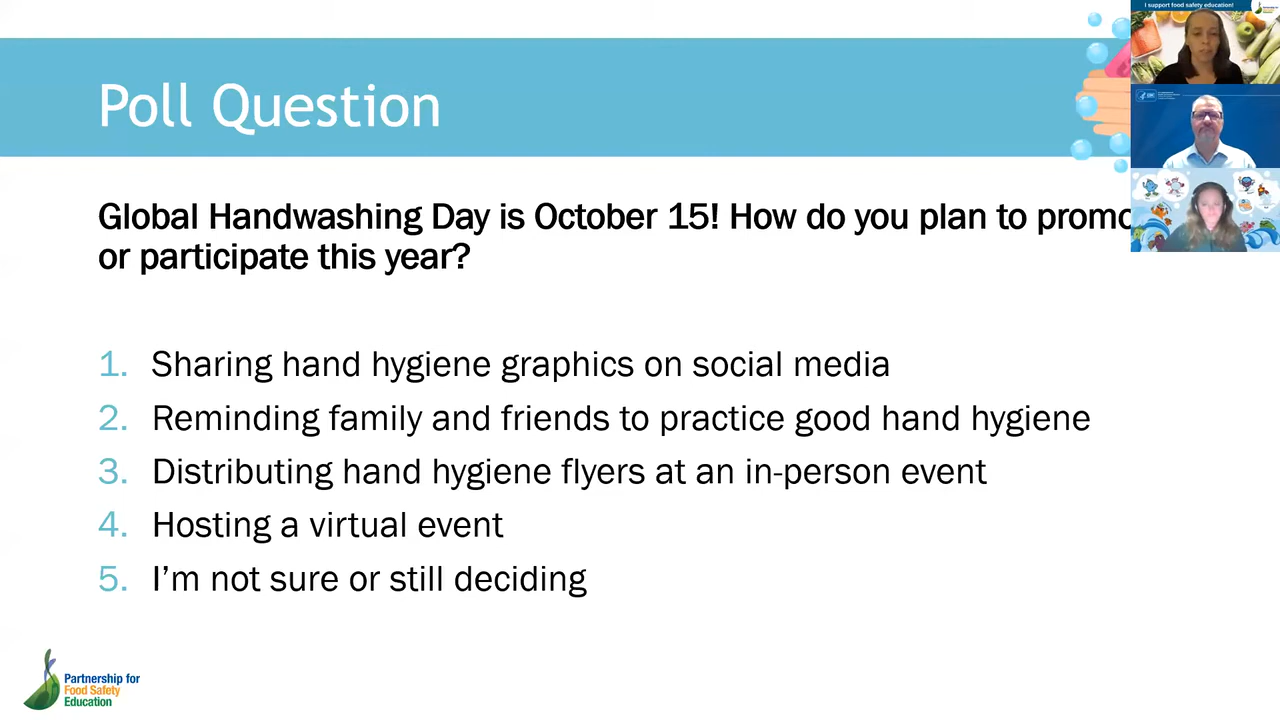 I support food safety education!
Poll Question
Global Handwashing Day is October 15! How do you plan to promo
or participate this year?
1. Sharing hand hygiene graphics on social media
2. Reminding family and friends to practice good hand hygiene
3. Distributing hand hygiene flyers at an in-person event
4. Hosting a virtual event
5. I'm not sure or still deciding
Partnership for
Food Safety
Education